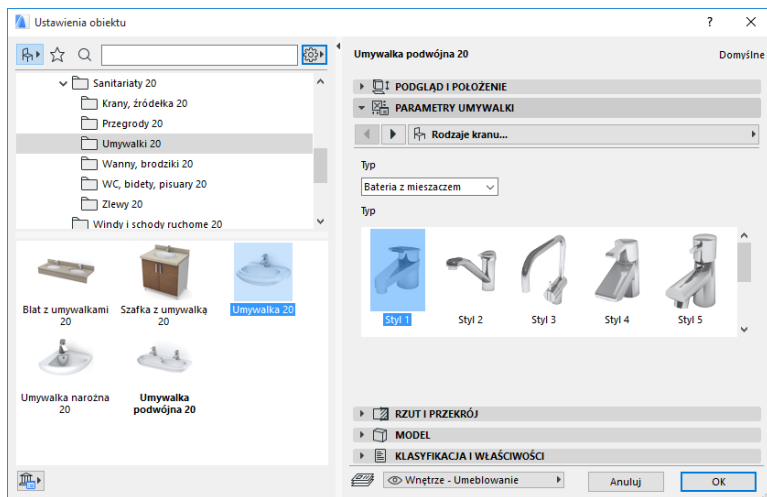 Ustawienia obiektu
?
Sanitariaty 20
Krany, źródełka 20
Przegrody 20
Umywalki 20
Wanny, brodziki 20
WC, bidety, pisuary 20
Zlewy 20
Windy i schody ruchome 20
Blat z umywalkami
20
Szafka z umywalką
20
Umywalka 20
Umywalka narożna
20
Umywalka
podwójna 20
Umywalka podwójna 20
Domyślne
PODGLĄD I POŁOŻENIE
PARAMETRY UMYWALKI
Rodzaje kranu...
Typ
Bateria z mieszaczem
Typ
Styl 1
Styl 2
Styl 3
Styl 4
Styl 5
RZUT I PRZEKRÓJ
MODEL
KLASYFIKACJA I WŁAŚCIWOŚCI
Wnętrze - Umeblowanie
Anuluj
OK